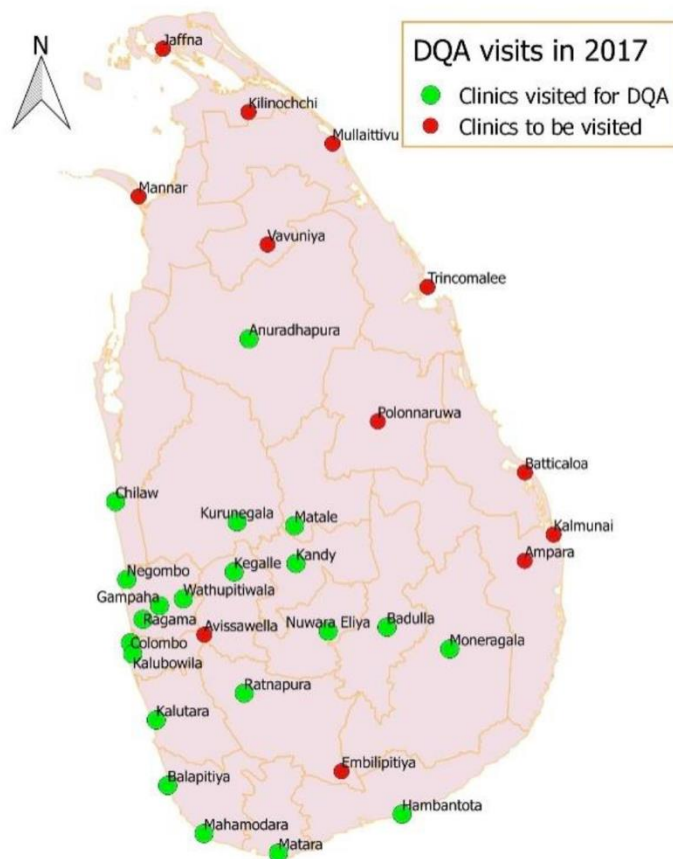 Jaffna
N
DQA visits in 2017
Clinics visited for DQA
Clinics to be visited
Kilinochchi
Mullaittivu
Mannar
Vavuniya
Trincomalee
Anuradhapura
Polonnaruwa
Batticaloa
Chilaw
Kurunegala
Matale
Kalmunai
Kandy
Ampara
Kegalle
Negombo
Wathupitiwala
Gampaha
Ragama
Avissawella
Nuwara Eliya
Badulla
Moneragala
Colombo
Kalubowila
Ratnapura
Kalutara
Embilipitiya
Balapitiya
Hambantota
Mahamodara
Matara